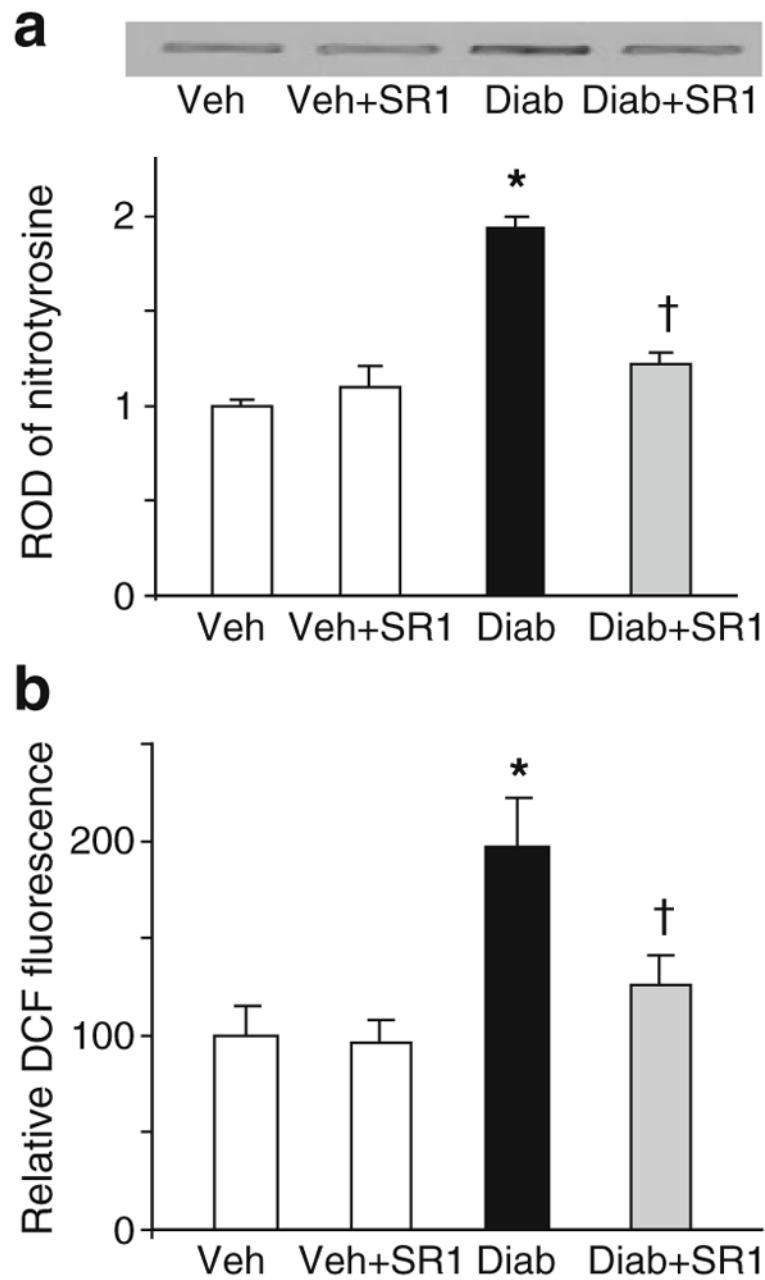 a
Veh Veh+SR1 Diab Diab+SR1
ROD of nitrotyrosine
2
1
0
*
†
Veh Veh+SR1 Diab Diab+SR1
b
Relative DCF fluorescence
200
100
0
*
†
Veh Veh+SR1 Diab Diab+SR1